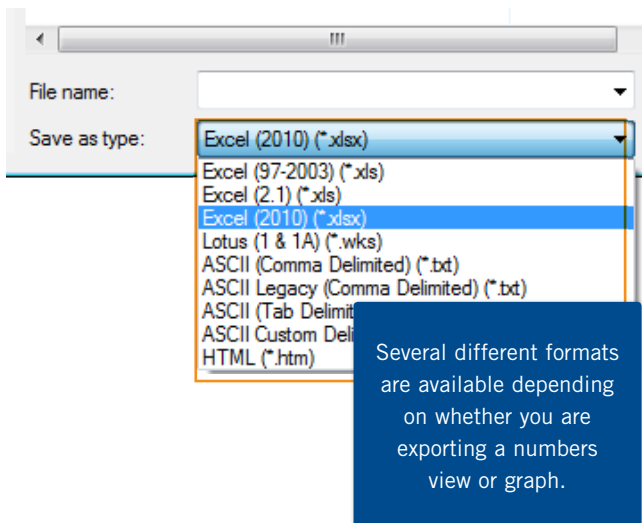 File name:
Save as type: Excel (2010) (*.xlsx)
Excel (97-2003) (*.xls)
Excel (2.1) (*.xls)
Excel (2010) (*.xlsx)
Lotus (1 & 1A) (*.wks)
ASCII (Comma Delimited) (*.txt)
ASCII Legacy (Comma Delimited) (*.txt)
ASCII (Tab Delimit
ASCII Custom Deli
HTML (*.htm)
Several different formats
are available depending
on whether you are
exporting a numbers
view or graph.